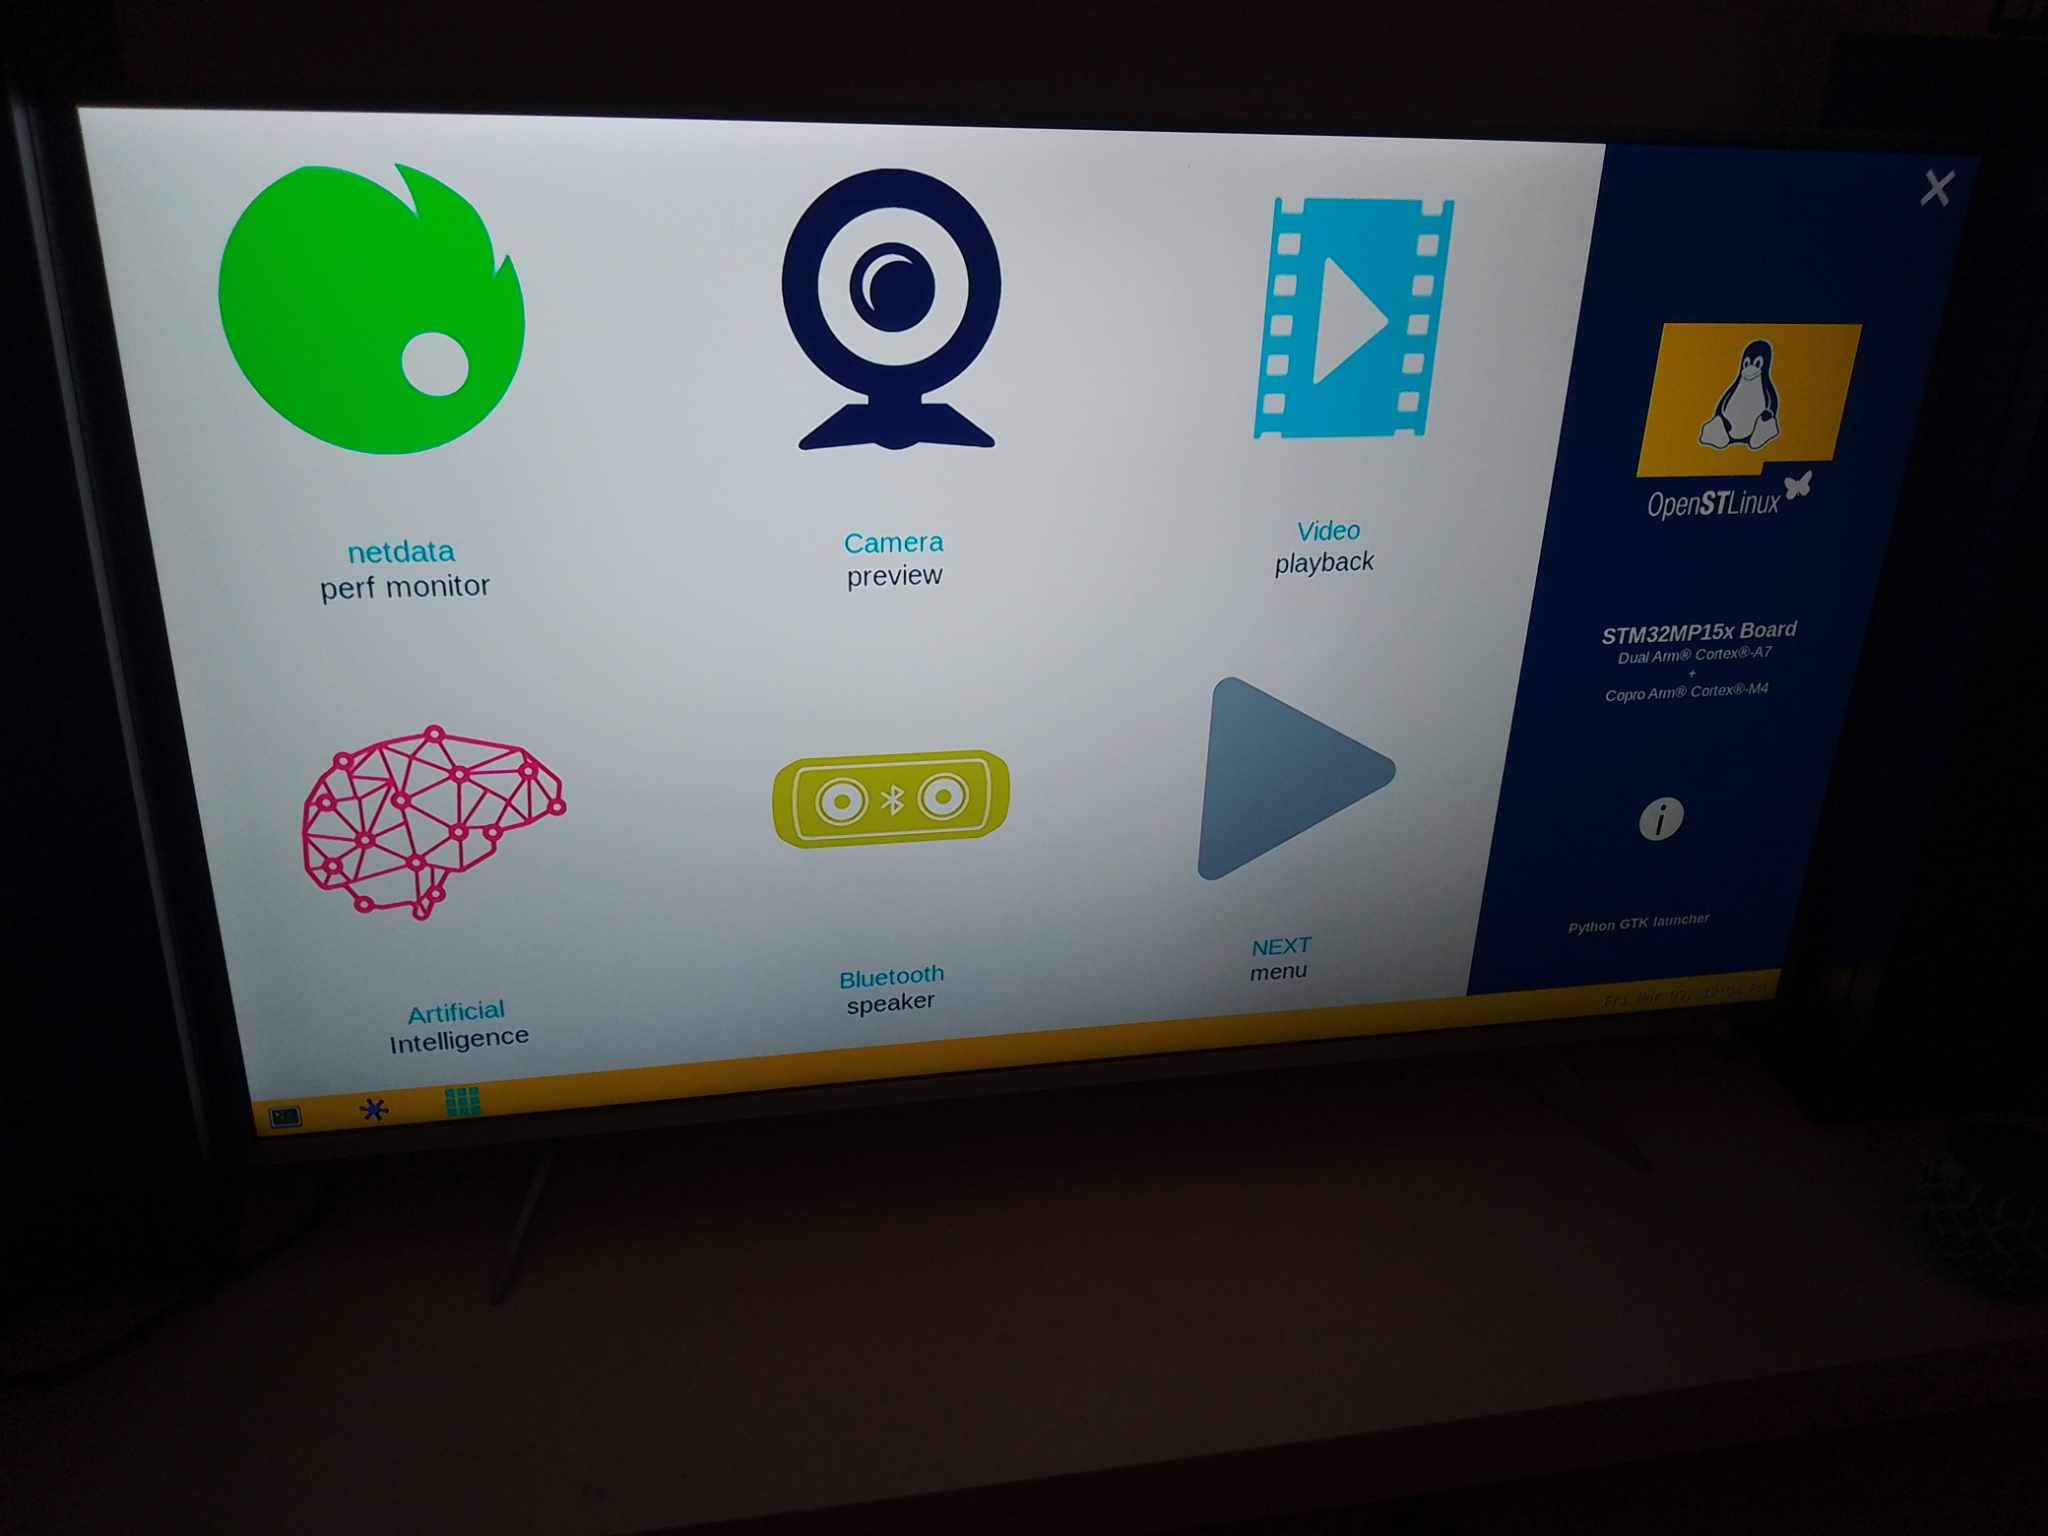 netdata
perf monitor
Camera
preview
Video
playback
Artificial
Intelligence
Bluetooth
speaker
NEXT
menu
OpenSTLinux
STM32MP15x Board
Dual Arm® Cortex®-A7
+
Copro Arm® Cortex®-M4
i
Python GTK launcher